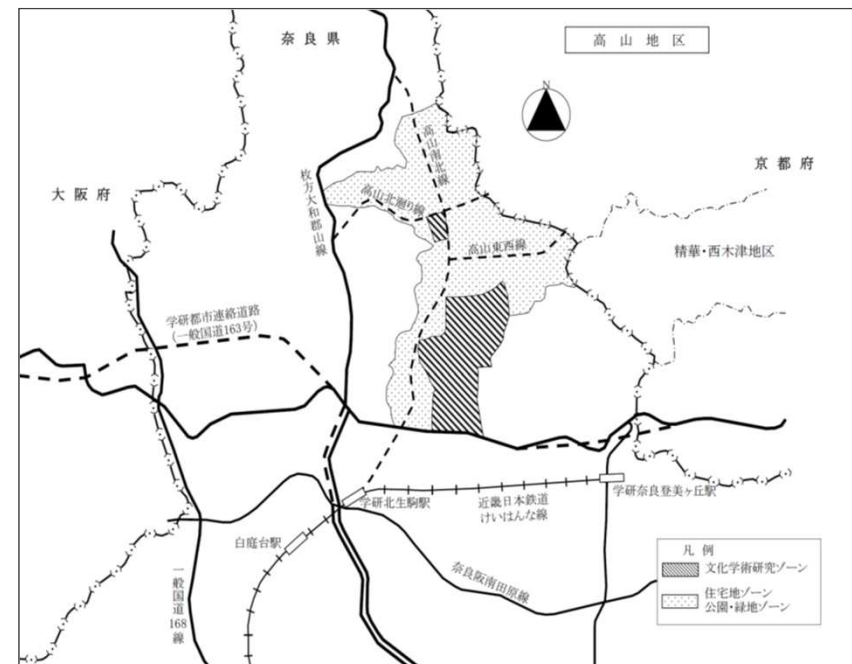 奈良県
高山地区
N
京都府
大阪府
高山南北線
枚方大和郡山線
高山北廻り線
高山東西線
精華・西木津地区
学研都市連絡道路
(一般国道163号)
学研北生駒駅
近畿日本鉄道
けいはんな線
学研奈良登美ヶ丘駅
白庭台駅
奈良阪南田原線
一般国道168線
凡例
文化学術研究ゾーン
住宅地ゾーン
公園・緑地ゾーン